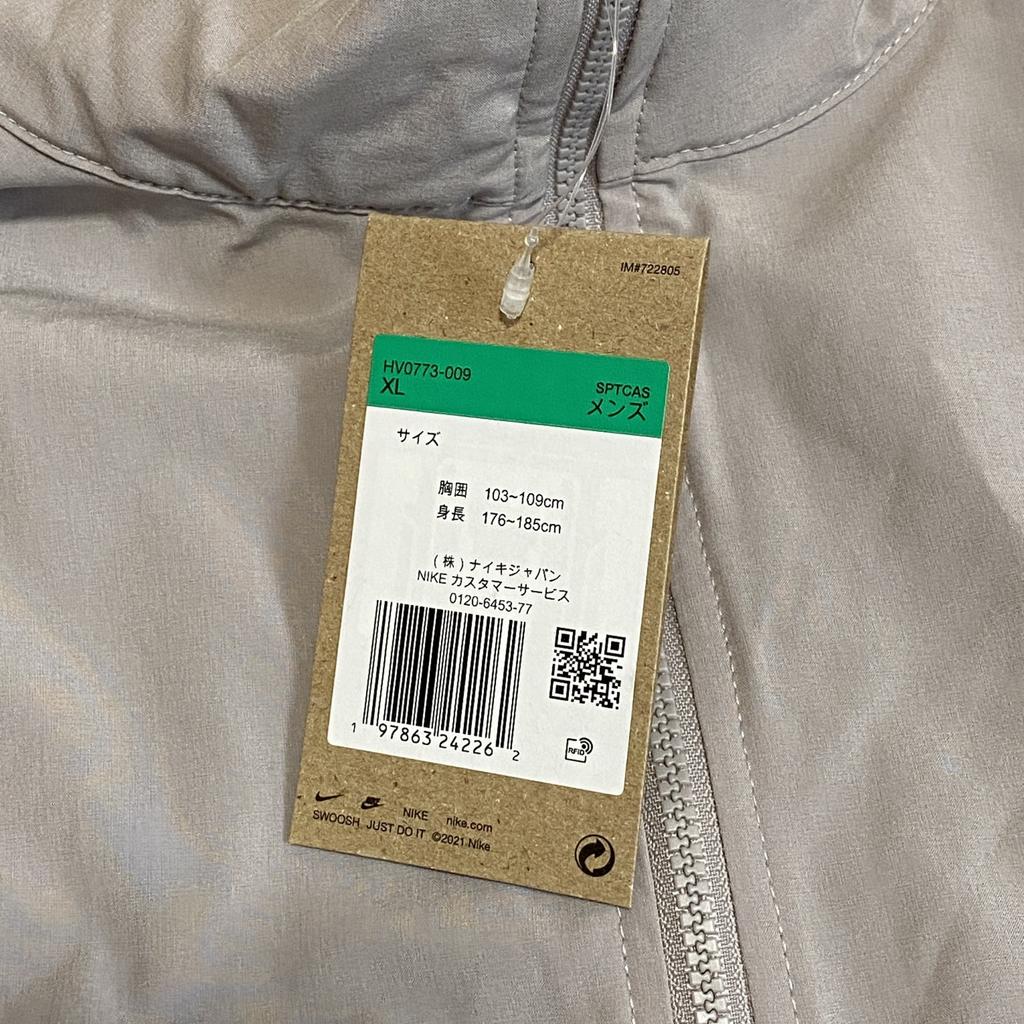 IM#722805
HV0773-009
XL
SPTCAS
メンズ
サイズ
胸囲 103~109cm
身長 176~185cm
(株)ナイキジャパン
NIKE カスタマーサービス
0120-6453-77
1 97863 24226 2
RFID
NIKE nike.com
SWOOSH JUST DO IT ©2021 Nike